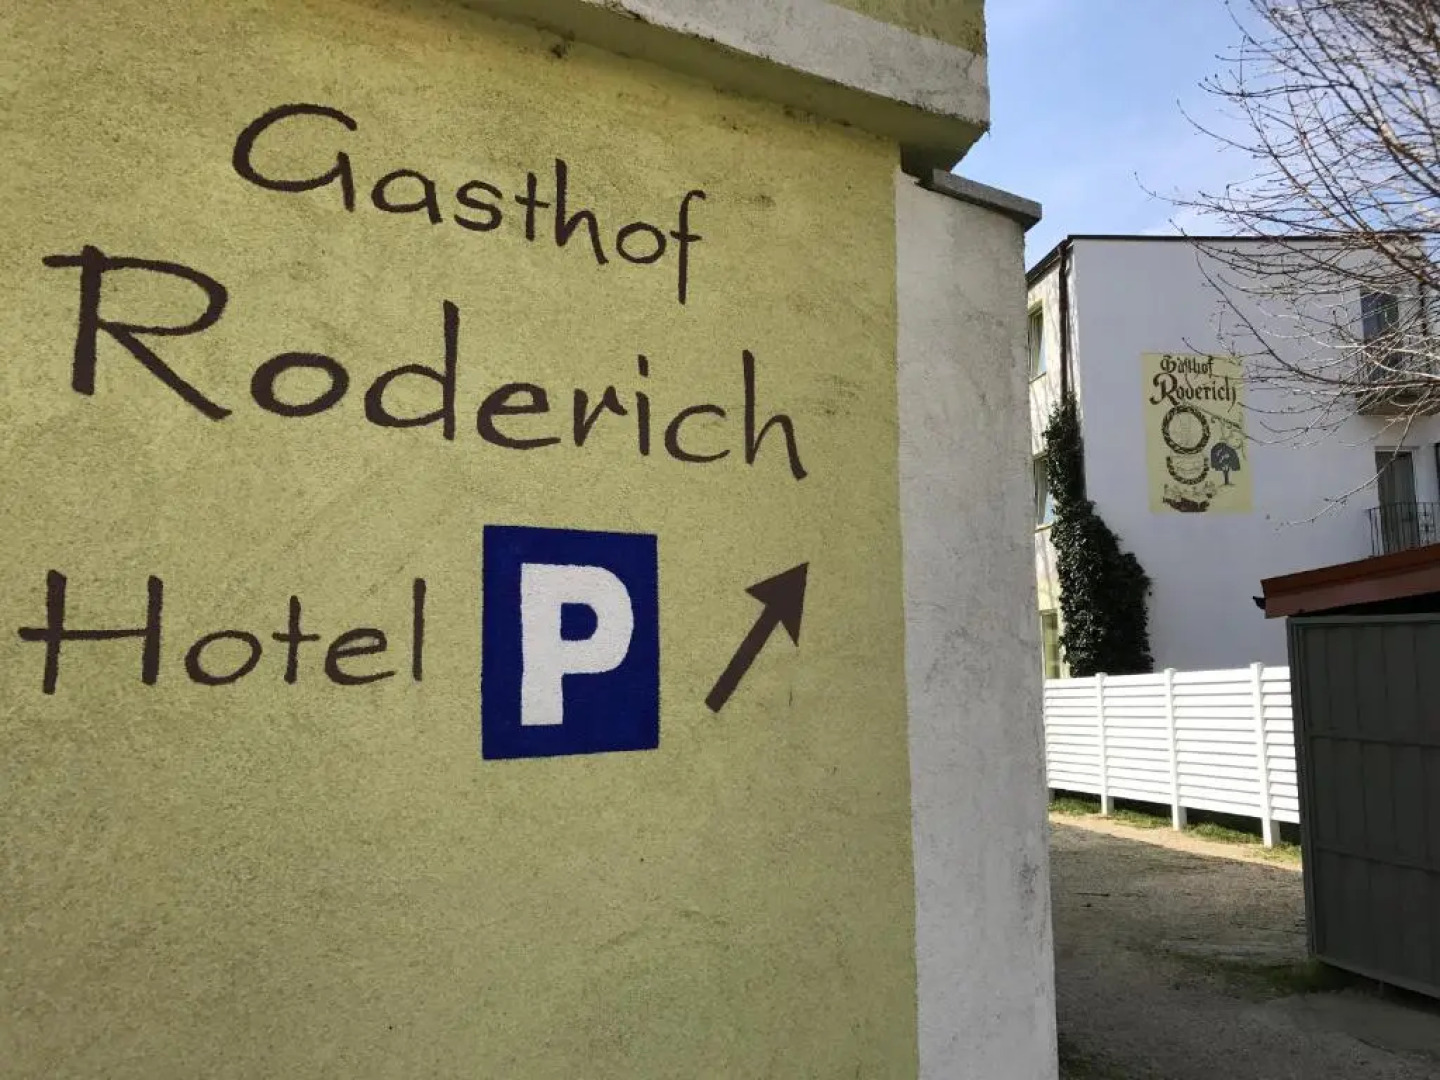 Gasthof
Roderich
Hotel P
Gasthof
Roderich